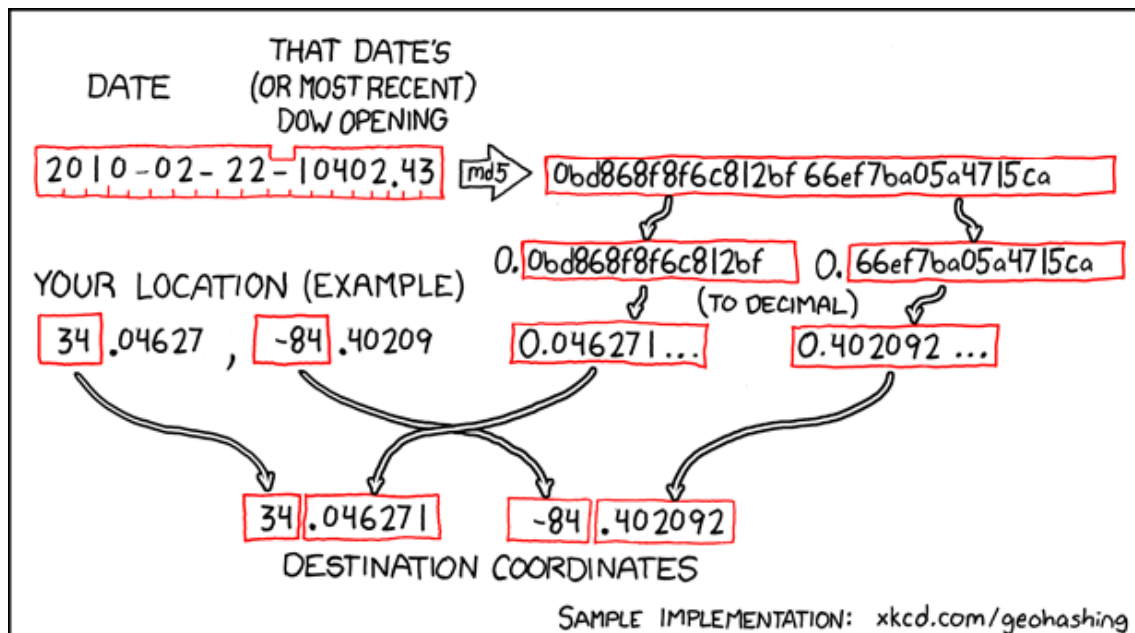 DATE
THAT DATE'S
(OR MOST RECENT)
DOW OPENING
2010-02-22-10402.43
md5
0bd868f8f6c812bf66ef7ba05a4715ca
0.0bd868f8f6c812bf
0.66ef7ba05a4715ca
(TO DECIMAL)
YOUR LOCATION (EXAMPLE)
34.04627, -84.40209
0.046271...
0.402092...
34.046271
-84.402092
DESTINATION COORDINATES
SAMPLE IMPLEMENTATION: xkcd.com/geohashing